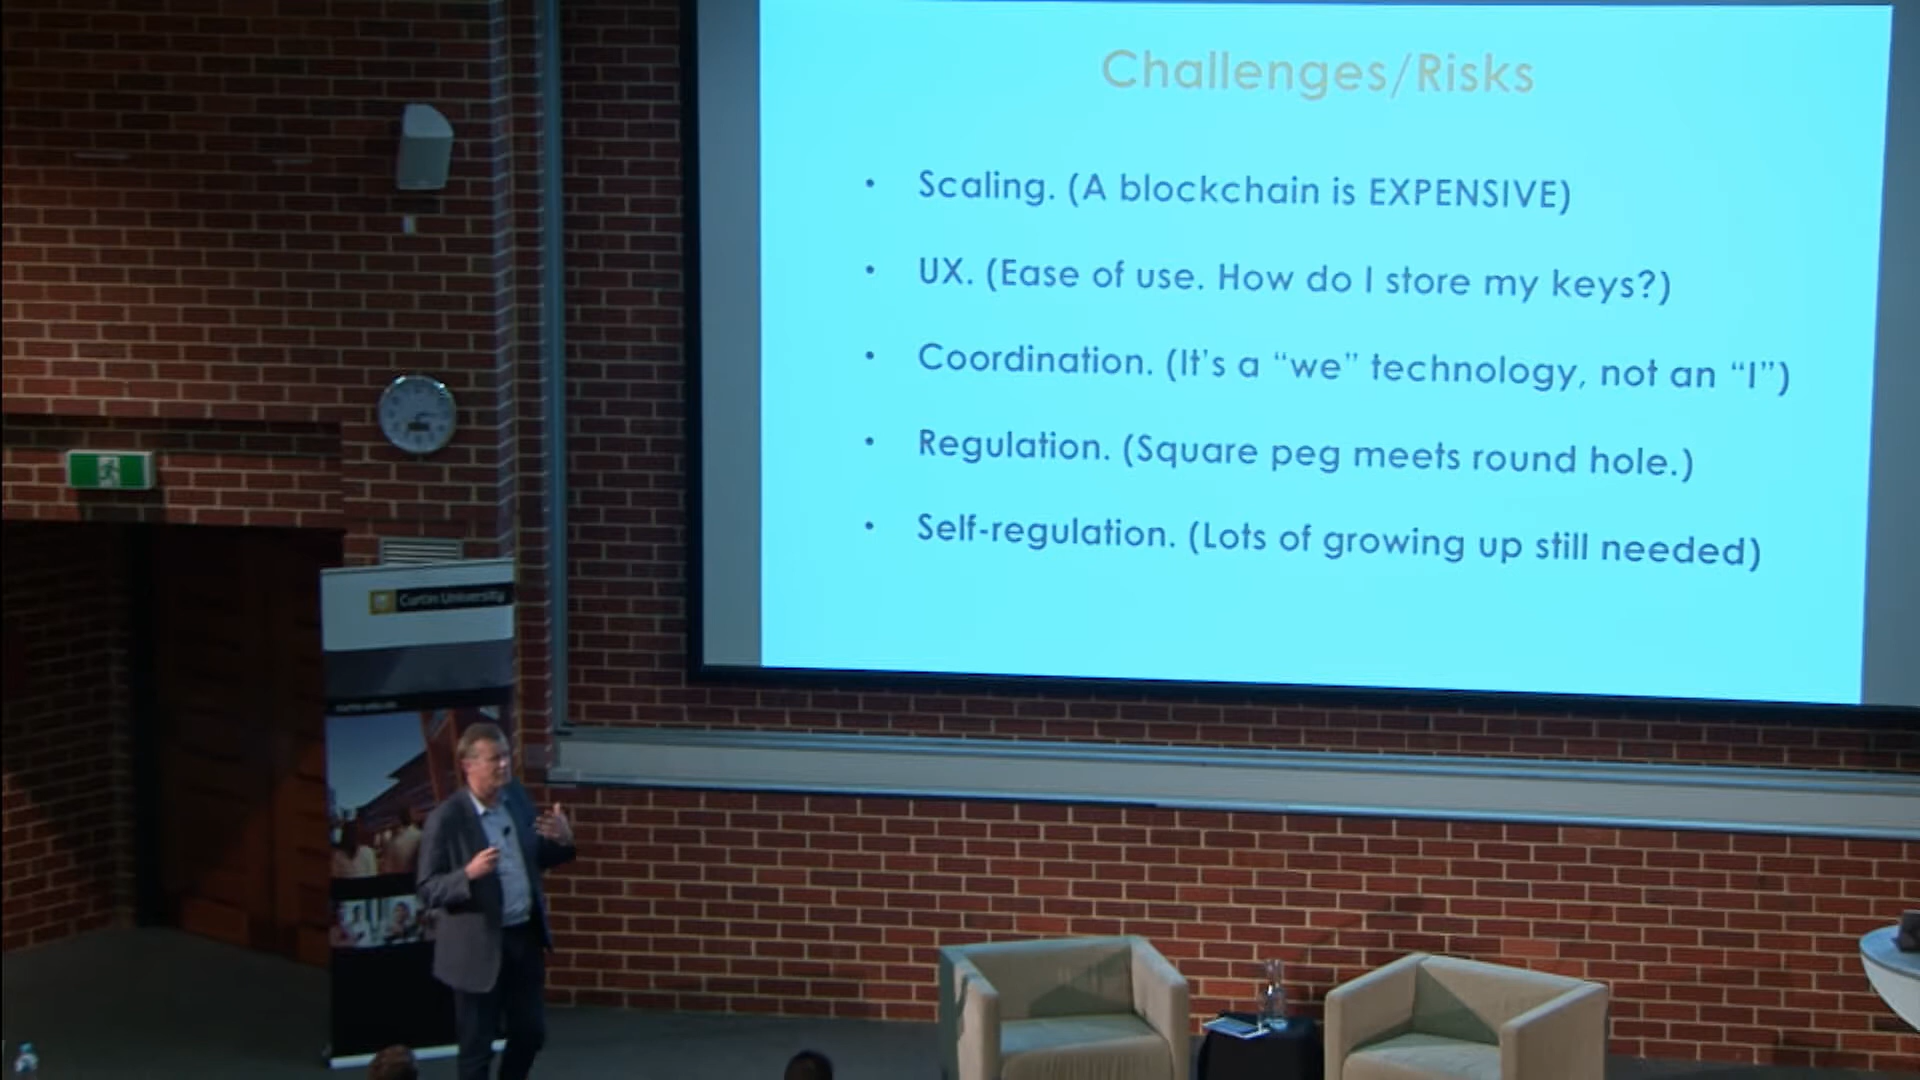 Challenges/Risks
• Scaling. (A blockchain is EXPENSIVE)
• UX. (Ease of use. How do I store my keys?)
• Coordination. (It's a “we” technology, not an “I”)
• Regulation. (Square peg meets round hole.)
• Self-regulation. (Lots of growing up still needed)
Curtin University